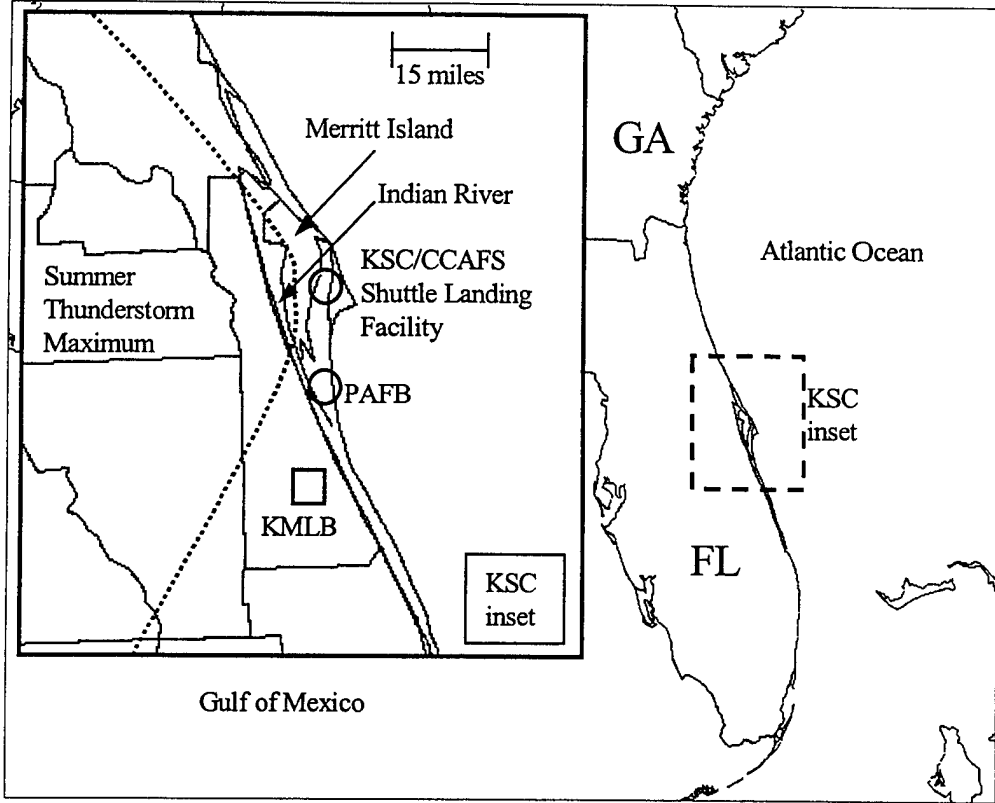 15 miles
Merritt Island
Indian River
KSC/CCAFS
Shuttle Landing
Facility
Summer
Thunderstorm
Maximum
PAFB
KMLB
KSC
inset
GA
Atlantic Ocean
KSC
inset
FL
Gulf of Mexico